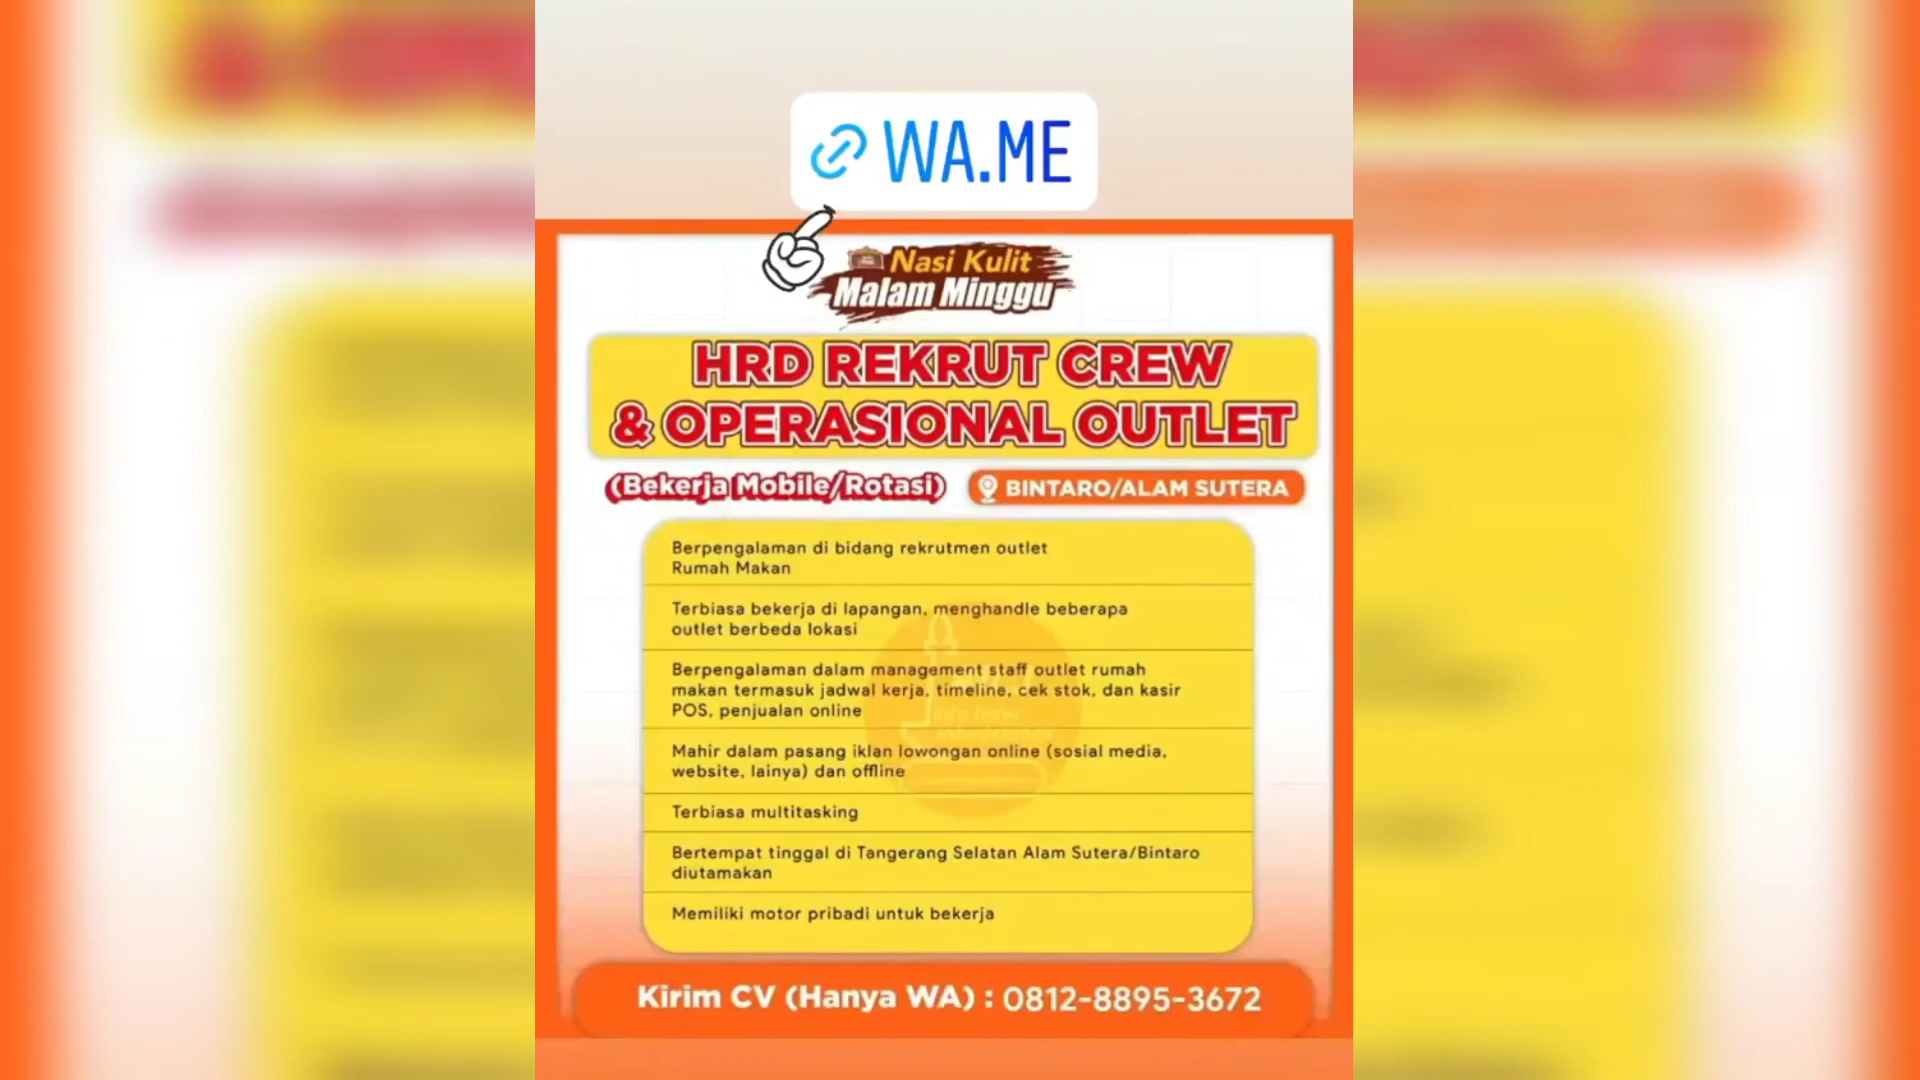 WA.ME
Nasi Kulit
Malam Minggu
HRD REKRUT CREW
& OPERASIONAL OUTLET
(Bekerja Mobile/Rotasi)
BINTARO/ALAM SUTERA
Berpengalaman di bidang rekrutmen outlet
Rumah Makan
Terbiasa bekerja di lapangan, menghandle beberapa
outlet berbeda lokasi
Berpengalaman dalam management staff outlet rumah
makan termasuk jadwal kerja, timeline, cek stok, dan kasir
POS, penjualan online
Mahir dalam pasang iklan lowongan online (sosial media,
website, lainya) dan offline
Terbiasa multitasking
Bertempat tinggal di Tangerang Selatan Alam Sutera/Bintaro
diutamakan
Memiliki motor pribadi untuk bekerja
Kirim CV (Hanya WA) : 0812-8895-3672